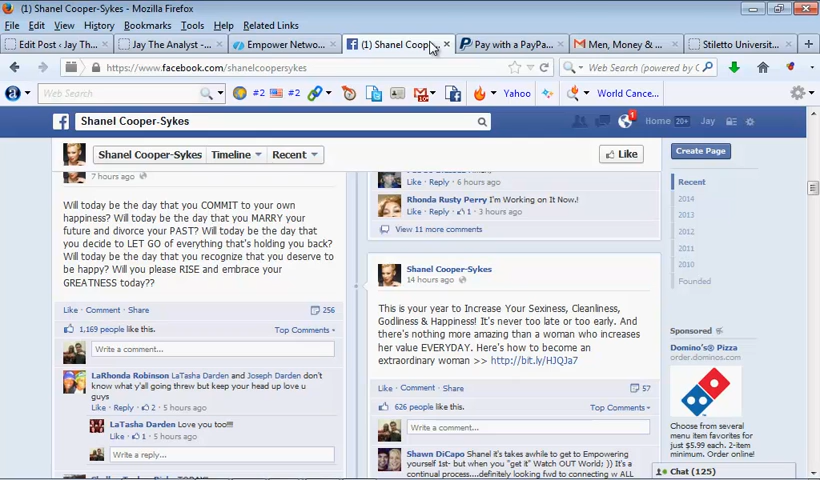 (1) Shanel Cooper-Sykes - Mozilla Firefox
File Edit View History Bookmarks Tools Help Related Links
Edit Post ‹ Jay Th...
Jay The Analyst -...
Empower Netwo...
(1) Shanel Coop...
Pay with a PayPa...
Men, Money & ...
Stiletto Universit...
https://www.facebook.com/shanelcoopersykes
Web Search (powered by
Web Search
#2
#2
Yahoo
World Cance...
Shanel Cooper-Sykes
1
Home 20+
Jay
Shanel Cooper-Sykes
Timeline
Recent
Like
Create Page
7 hours ago
Will today be the day that you COMMIT to your own
happiness? Will today be the day that you MARRY your
future and divorce your PAST? Will today be the day
that you decide to LET GO of everything that's holding you back?
Will today be the day that you recognize that you deserve to
be happy? Will you please RISE and embrace your
GREATNESS today??
Like · Comment · Share
256
1,169 people like this.
Top Comments
Write a comment...
LaRhonda Robinson LaTasha Darden and Joseph Darden don't
know what y'all going threw but keep your head up love u
guys
Like · Reply · 2 · 5 hours ago
LaTasha Darden Love you too!!!
Like · 1 · 5 hours ago
Write a reply...
Like · Reply · 6 hours ago
Rhonda Rusty Perry I'm Working on It Now.!
Like · Reply · 1 · 3 hours ago
View 11 more comments
Shanel Cooper-Sykes
14 hours ago
This is your year to Increase Your Sexiness, Cleanliness,
Godliness & Happiness! It's never too late or too early. And
there's nothing more amazing than a woman who increases
her value EVERYDAY. Here's how to become an
extraordinary woman >> http://bit.ly/HJQJa7
Like · Comment · Share
57
626 people like this.
Top Comments
Write a comment...
Shawn DiCapo Shanel it's takes awhile to get to Empowering
yourself 1st- but when you "get it" Watch OUT World; )) It's a
continual process....definitely looking fwd to connecting w/ ALL
Recent
2014
2013
2012
2011
2010
Founded
Sponsored
Domino's® Pizza
order.dominos.com
Choose from several
menu item favorites for
just $5.99 each. 2-item
minimum. Order online!
Chat (125)